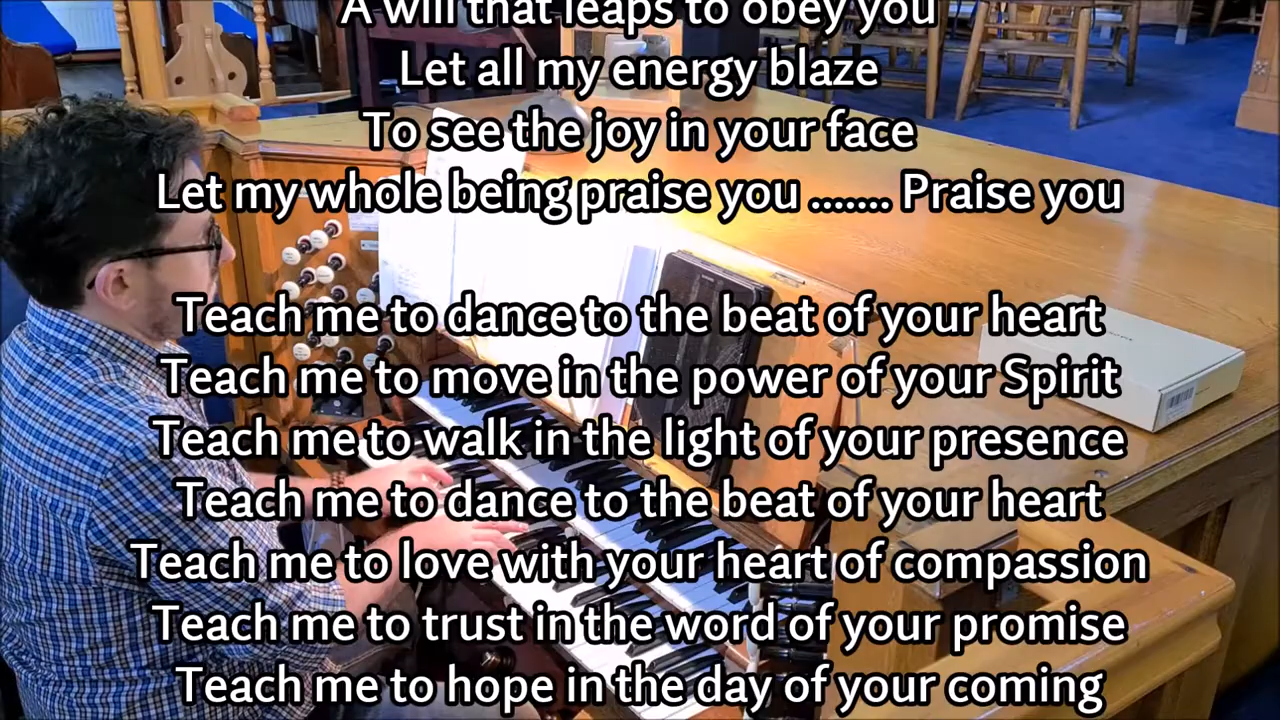 A will that leaps to obey you
Let all my energy blaze
To see the joy in your face
Let my whole being praise you ....... Praise you
Teach me to dance to the beat of your heart
Teach me to move in the power of your Spirit
Teach me to walk in the light of your presence
Teach me to dance to the beat of your heart
Teach me to love with your heart of compassion
Teach me to trust in the word of your promise
Teach me to hope in the day of your coming